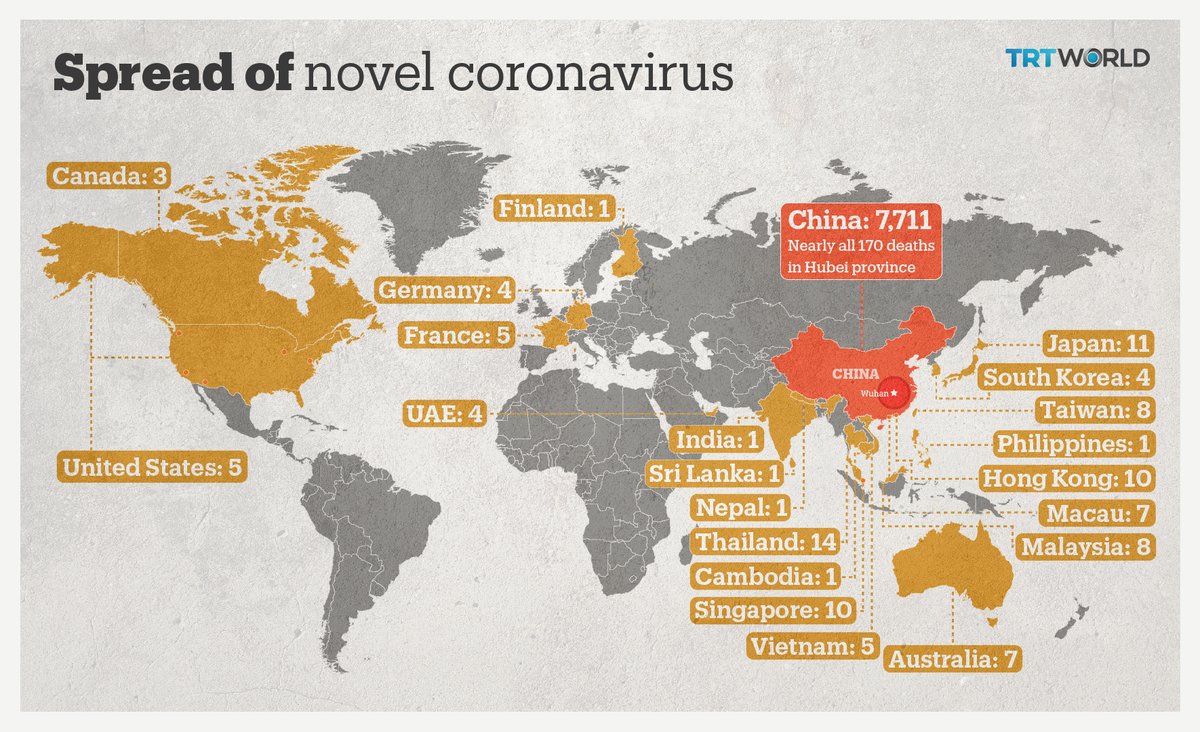 Spread of novel coronavirus
TRTWORLD
Canada: 3
Finland: 1
China: 7,711
Nearly all 170 deaths
in Hubei province
Germany: 4
France: 5
Japan: 11
CHINA
South Korea: 4
Wuhan
UAE: 4
Taiwan: 8
India: 1
Philippines: 1
United States: 5
Sri Lanka: 1
Hong Kong: 10
Nepal: 1
Macau: 7
Thailand: 14
Malaysia: 8
Cambodia: 1
Singapore: 10
Vietnam: 5
Australia: 7